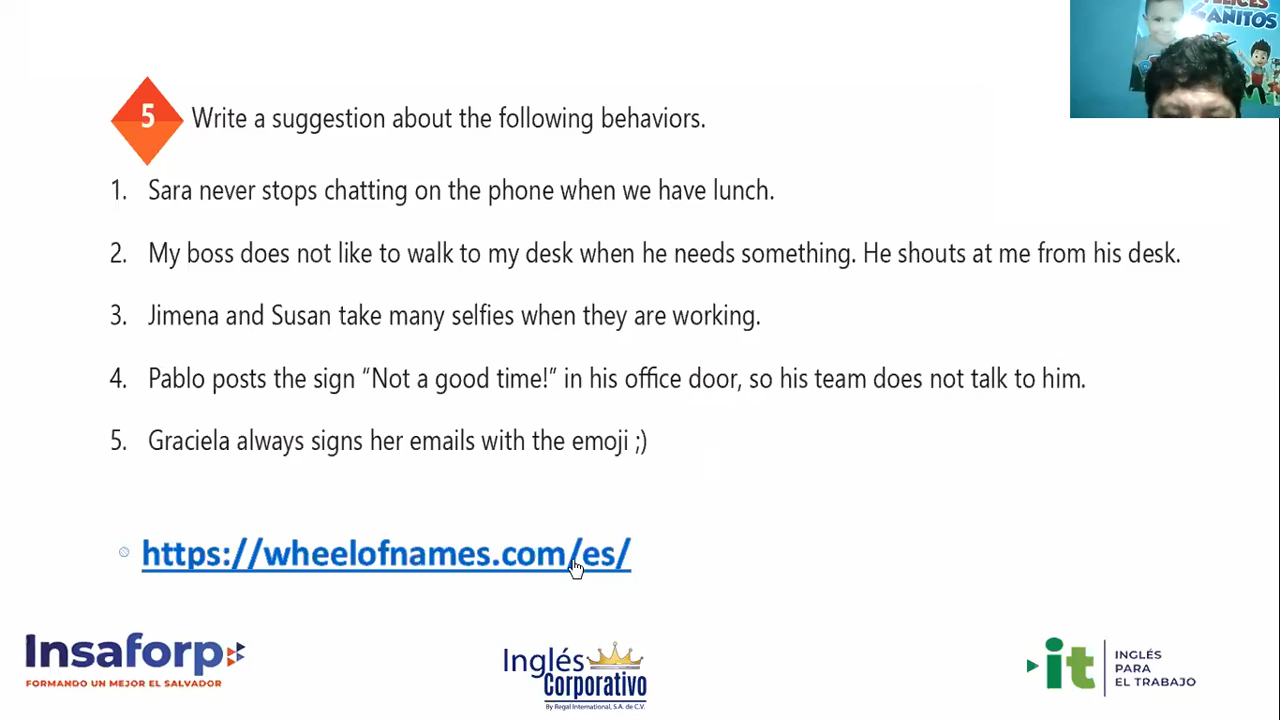 FELICES
4 AÑITOS
5 Write a suggestion about the following behaviors.
1. Sara never stops chatting on the phone when we have lunch.
2. My boss does not like to walk to my desk when he needs something. He shouts at me from his desk.
3. Jimena and Susan take many selfies when they are working.
4. Pablo posts the sign “Not a good time!” in his office door, so his team does not talk to him.
5. Graciela always signs her emails with the emoji ;)
https://wheelofnames.com/es/
Insaforp
FORMANDO UN MEJOR EL SALVADOR
Inglés
Corporativo
By Regal International, S.A. de C.V.
it
INGLÉS
PARA
EL TRABAJO